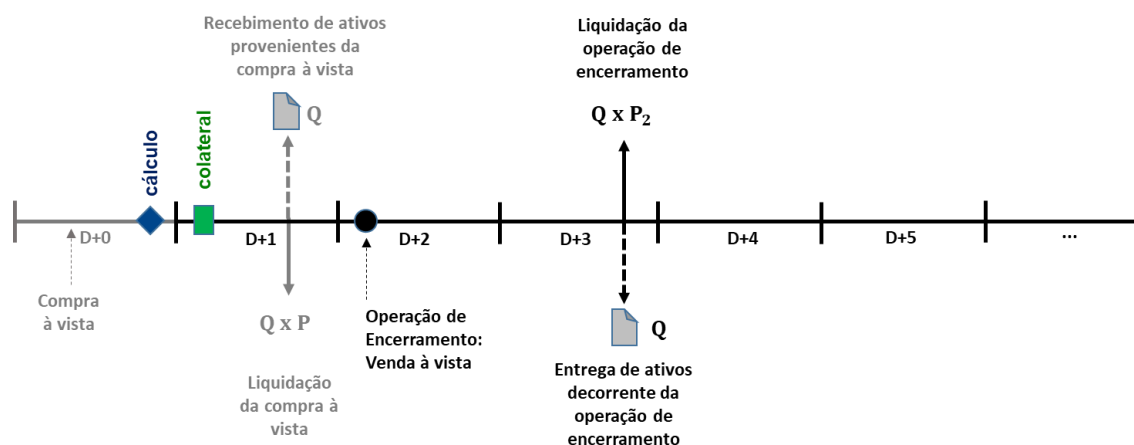 Recebimento de ativos
provenientes da
compra à vista
Q
Liquidação da
operação de
encerramento
Q x P₂
cálculo
colateral
D+0
D+1
D+2
D+3
D+4
D+5
...
Compra
à vista
Q x P
Liquidação
da compra à
vista
Operação de
Encerramento:
Venda à vista
Q
Entrega de ativos
decorrente da
operação de
encerramento